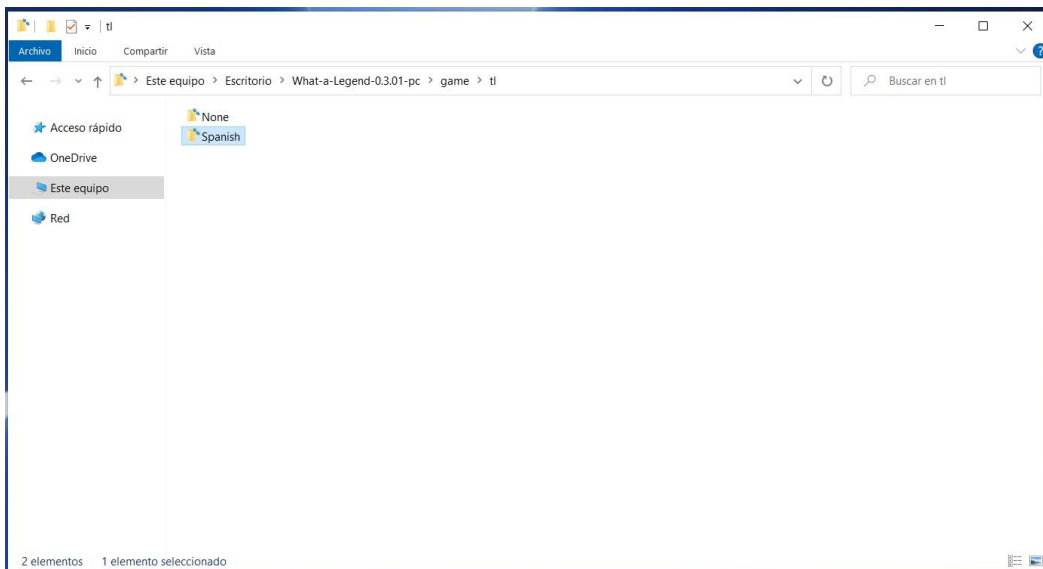 tl
Archivo Inicio Compartir Vista
Este equipo > Escritorio > What-a-Legend-0.3.01-pc > game > tl
Buscar en tl
Acceso rápido
OneDrive
Este equipo
Red
None
Spanish
2 elementos 1 elemento seleccionado